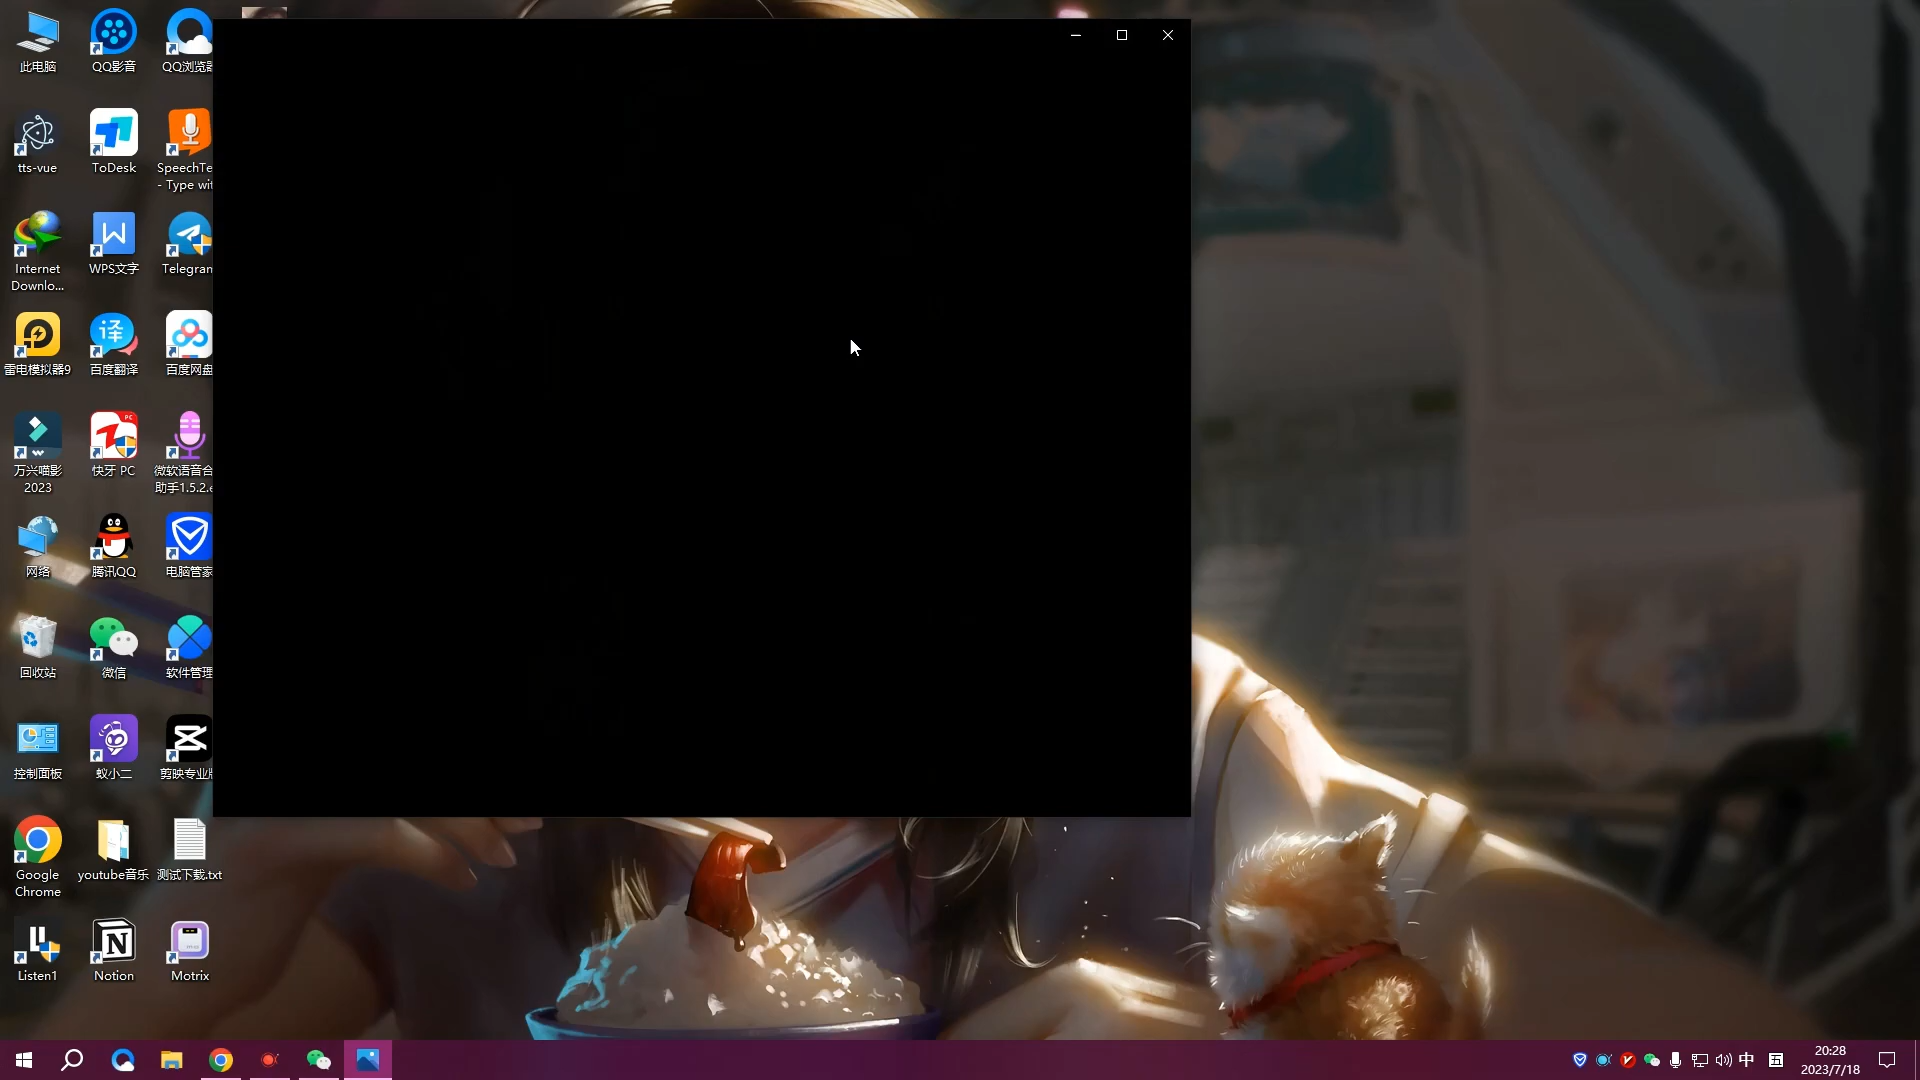 此电脑
QQ影音
QQ浏览器
tts-vue
ToDesk
SpeechTe
- Type wit
Internet
Downlo...
WPS文字
Telegram
雷电模拟器9
百度翻译
百度网盘
万兴喵影
2023
快牙 PC
微软语音合
助手1.5.2.e
网络
腾讯QQ
电脑管家
回收站
微信
软件管理
控制面板
蚁小二
剪映专业版
Google
Chrome
youtube音乐
测试下载.txt
Listen1
Notion
Motrix
中
五
20:28
2023/7/18